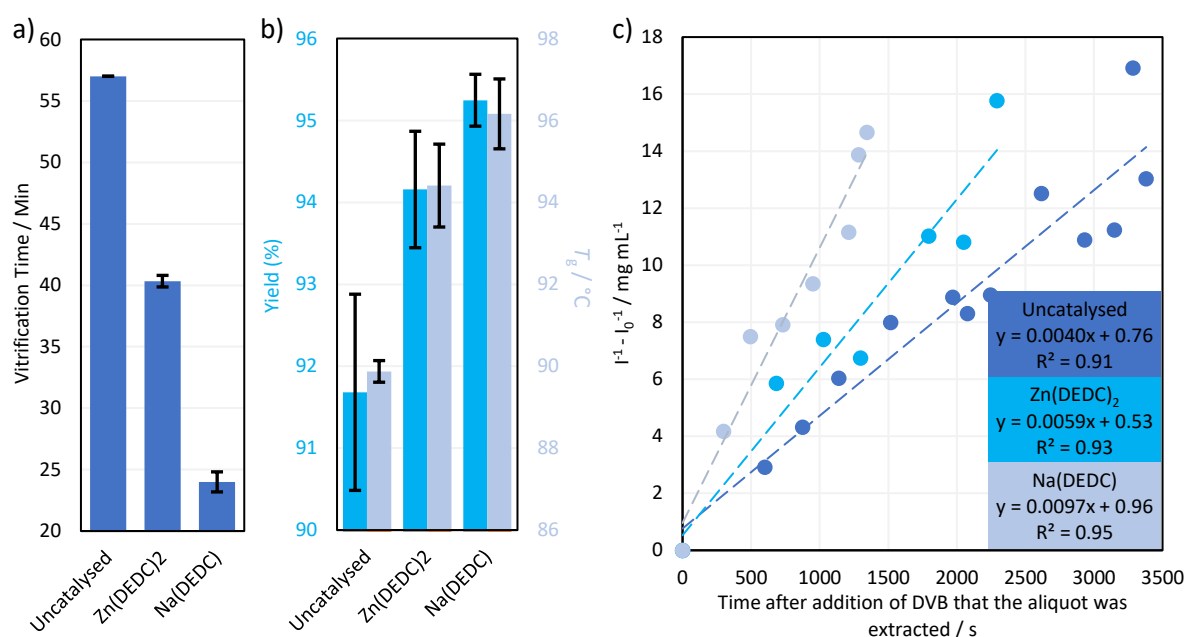 a)
60
55
50
45
40
35
30
25
20
Vitrification Time / Min
Uncatalysed
Zn(DEDC)2
Na(DEDC)
b)
96
95
94
93
92
91
90
Yield (%)
98
96
94
92
90
88
86
Tg / °C
Uncatalysed
Zn(DEDC)2
Na(DEDC)
c)
18
16
14
12
10
8
6
4
2
0
I⁻¹ - I₀⁻¹ / mg mL⁻¹
Uncatalysed
y = 0.0040x + 0.76
R² = 0.91
Zn(DEDC)₂
y = 0.0059x + 0.53
R² = 0.93
Na(DEDC)
y = 0.0097x + 0.96
R² = 0.95
0 500 1000 1500 2000 2500 3000 3500
Time after addition of DVB that the aliquot was
extracted / s